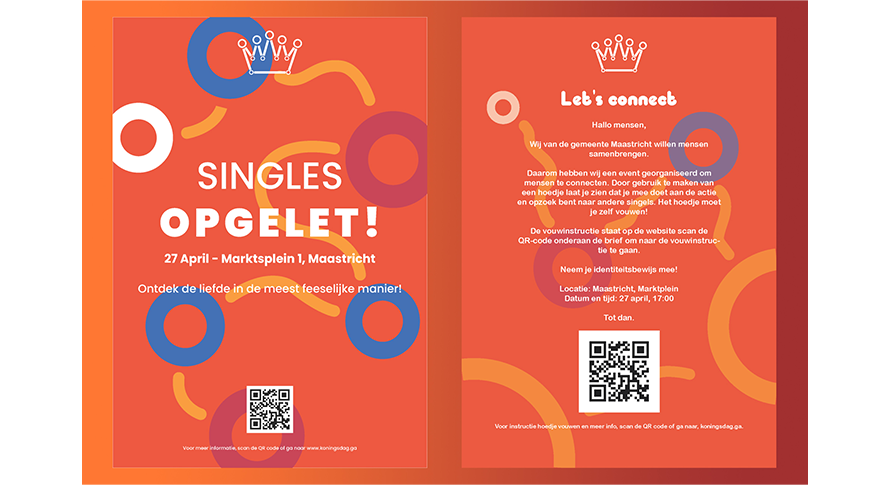 SINGLES
OPGELET!
27 April - Marktsplein 1, Maastricht
Ontdek de liefde in de meest feeselijke manier!
Voor meer informatie, scan de QR code of ga naar www.koningsdag.ga
Let's connect
Hallo mensen,
Wij van de gemeente Maastricht willen mensen
samenbrengen.
Daarom hebben wij een event georganiseerd om
mensen te connecten. Door gebruik te maken van
een hoedje laat je zien dat je mee doet aan de actie
en opzoek bent naar andere singels. Het hoedje moet
je zelf vouwen!
De vouwinstructie staat op de website scan de
QR-code onderaan de brief om naar de vouwinstruc-
tie te gaan.
Neem je identiteitsbewijs mee!
Locatie: Maastricht, Marktplein
Datum en tijd: 27 april, 17:00
Tot dan.
Voor instructie hoedje vouwen en meer info, scan de QR code of ga naar, koningsdag.ga.